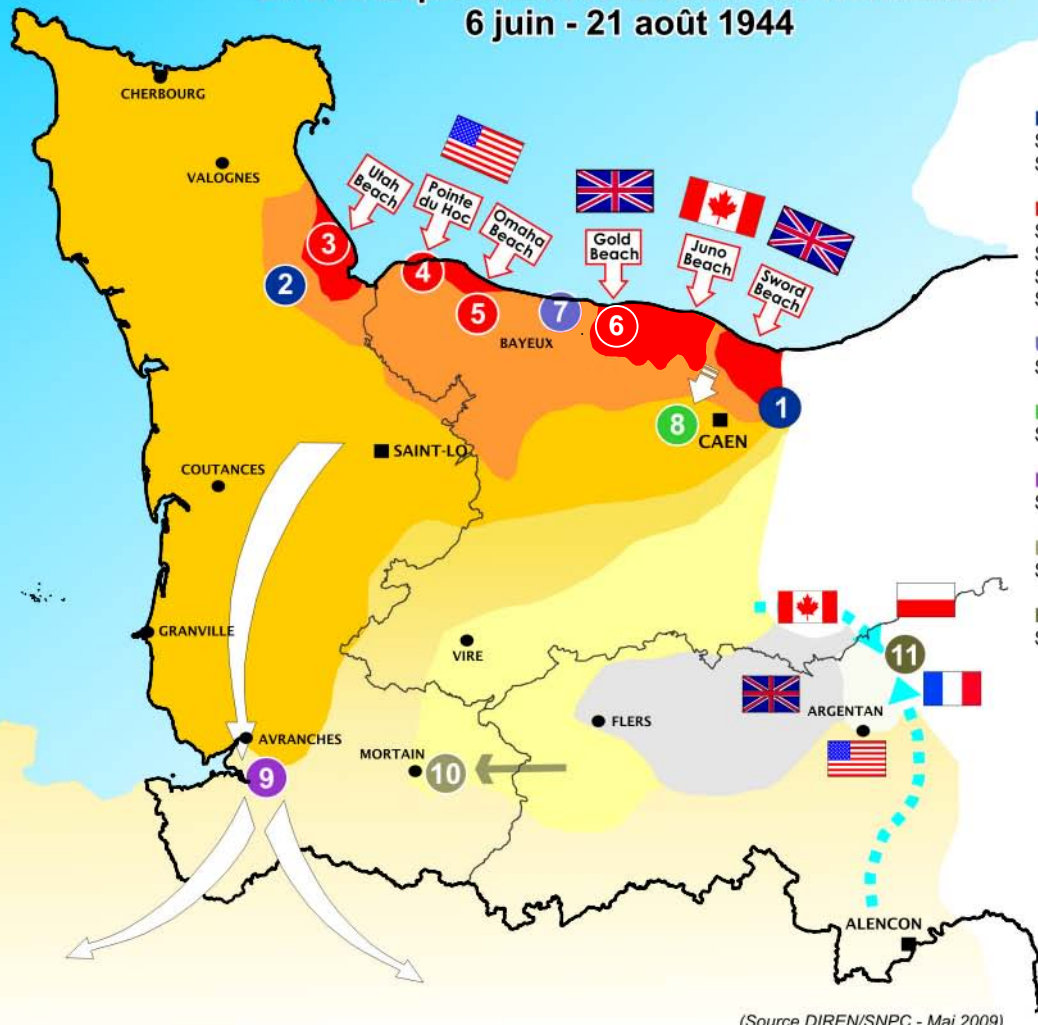 6 juin - 21 août 1944
CHERBOURG
VALOGNES
Utah
Beach
Pointe
du Hoc
Omaha
Beach
Gold
Beach
Juno
Beach
Sword
Beach
3
2
4
5
7
6
BAYEUX
1
8
CAEN
SAINT-LO
COUTANCES
GRANVILLE
VIRE
11
FLERS
ARGENTAN
AVRANCHES
MORTAIN
9
10
ALENCON
(Source DIREN/SNPC - Mai 2009)